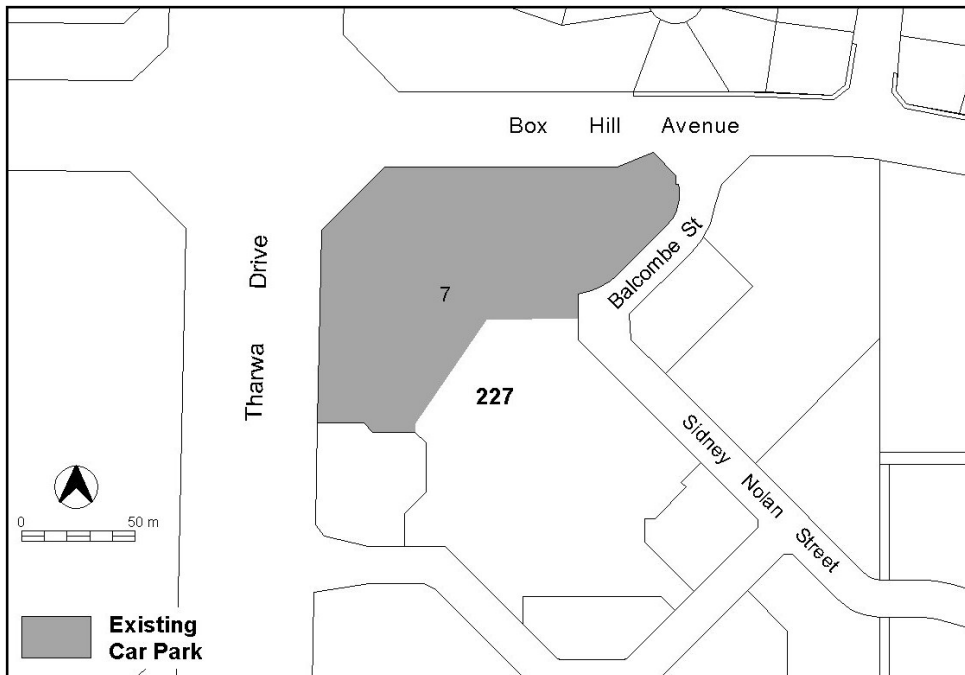 Box Hill Avenue
Tharwa Drive
7
Balcombe St
227
Sidney Nolan Street
0 50 m
Existing
Car Park